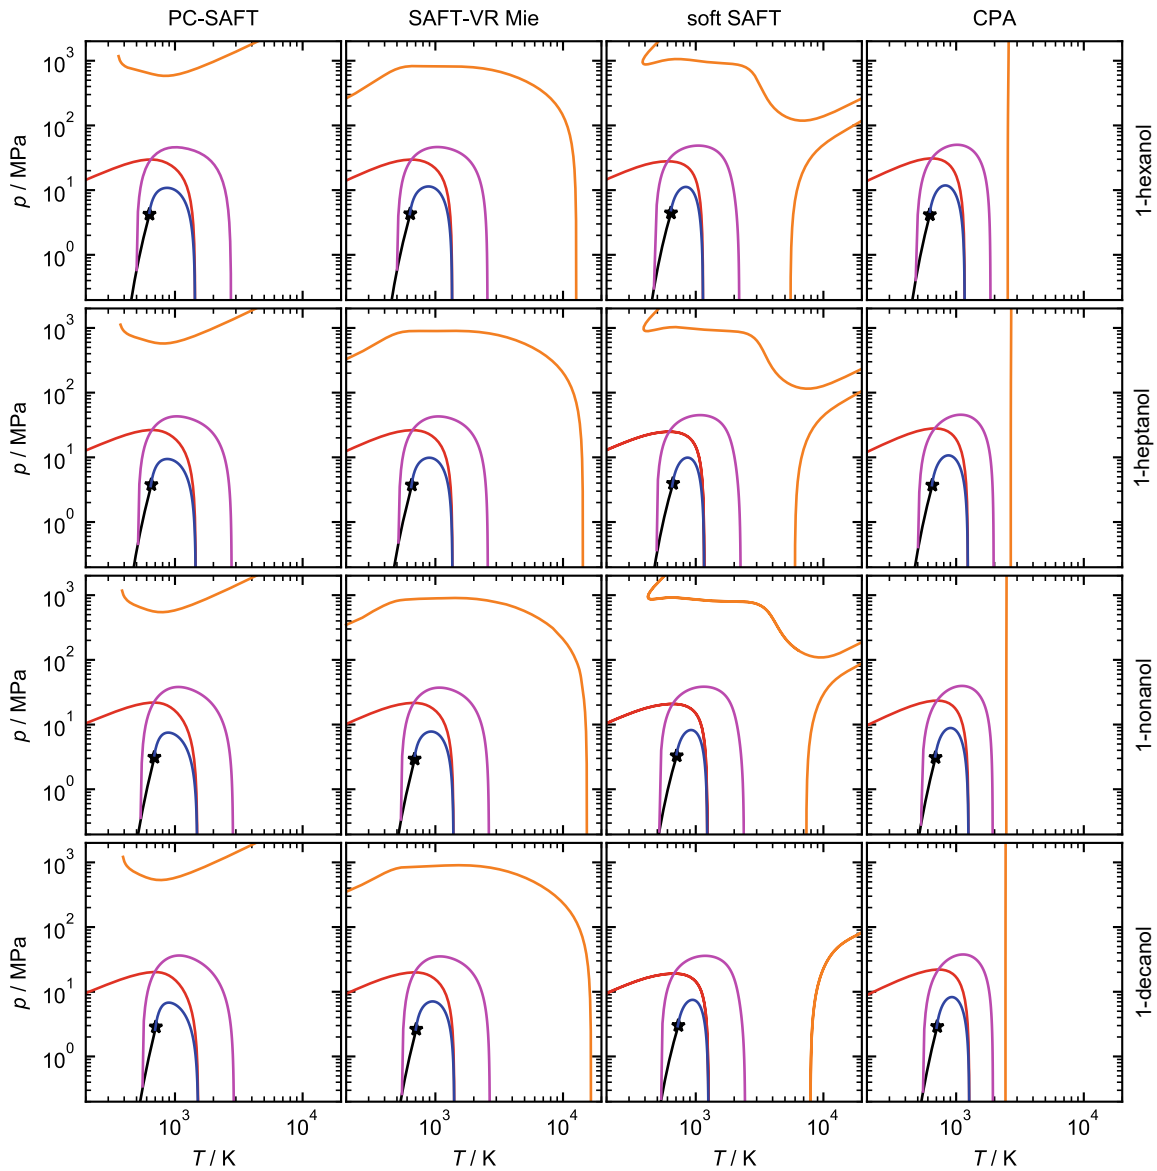 PC-SAFT SAFT-VR Mie soft SAFT CPA
10³
10²
10¹
10⁰
p / MPa
1-hexanol
10³
10²
10¹
10⁰
p / MPa
1-heptanol
10³
10²
10¹
10⁰
p / MPa
1-nonanol
10³
10²
10¹
10⁰
p / MPa
1-decanol
10³ 10⁴ 10³ 10⁴ 10³ 10⁴ 10³ 10⁴
T / K T / K T / K T / K